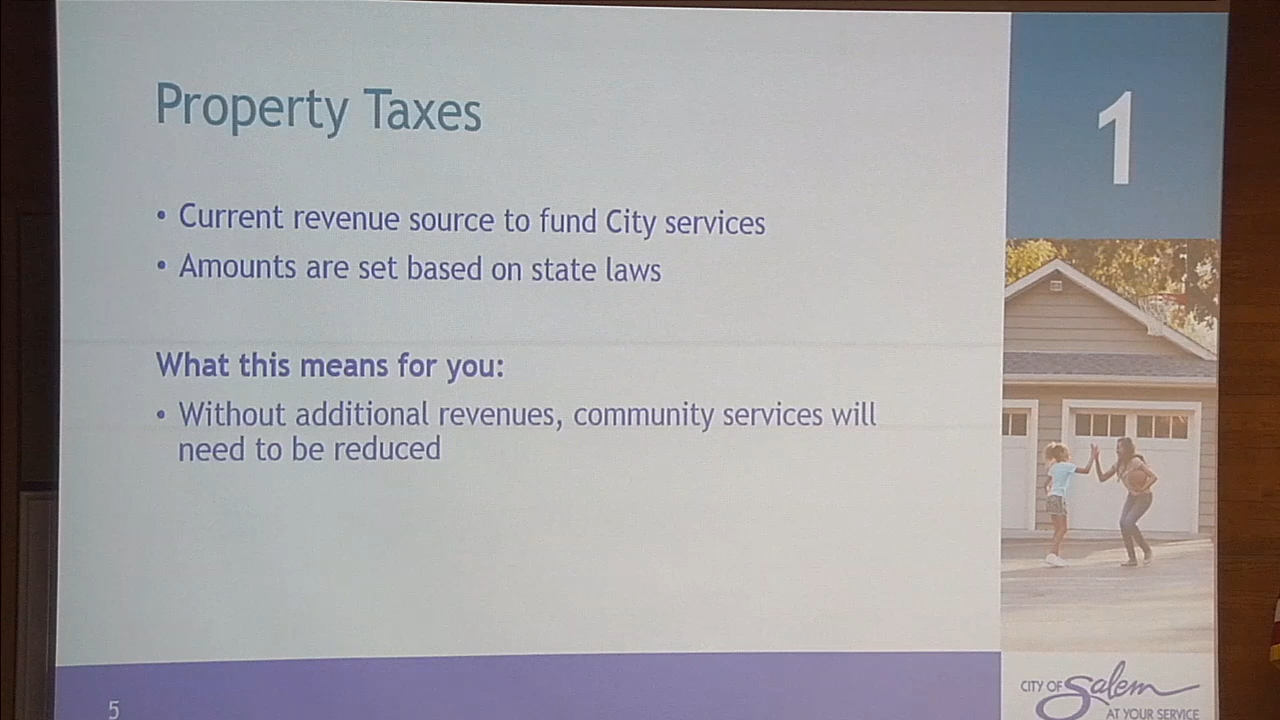 Property Taxes
1
• Current revenue source to fund City services
• Amounts are set based on state laws
What this means for you:
• Without additional revenues, community services will
need to be reduced
5
CITY OF Salem
AT YOUR SERVICE